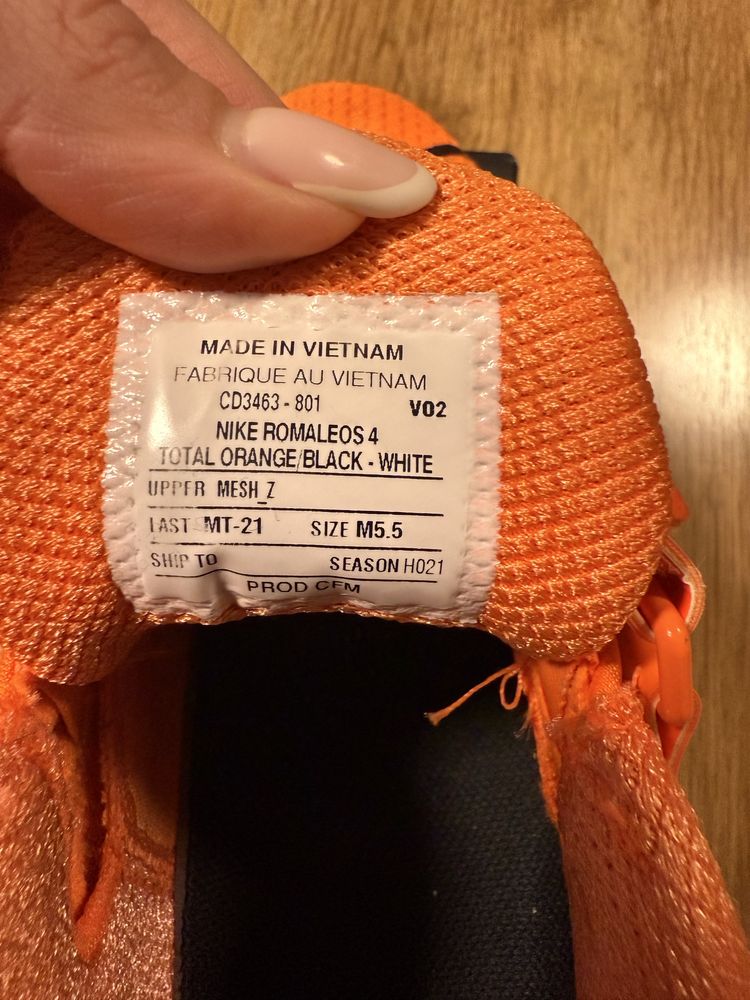 MADE IN VIETNAM
FABRIQUE AU VIETNAM
CD3463 - 801 V02
NIKE ROMALEOS 4
TOTAL ORANGE/BLACK - WHITE
UPPER MESH_Z
LAST MT-21 SIZE M5.5
SHIP TO SEASON HO21
PROD CFM